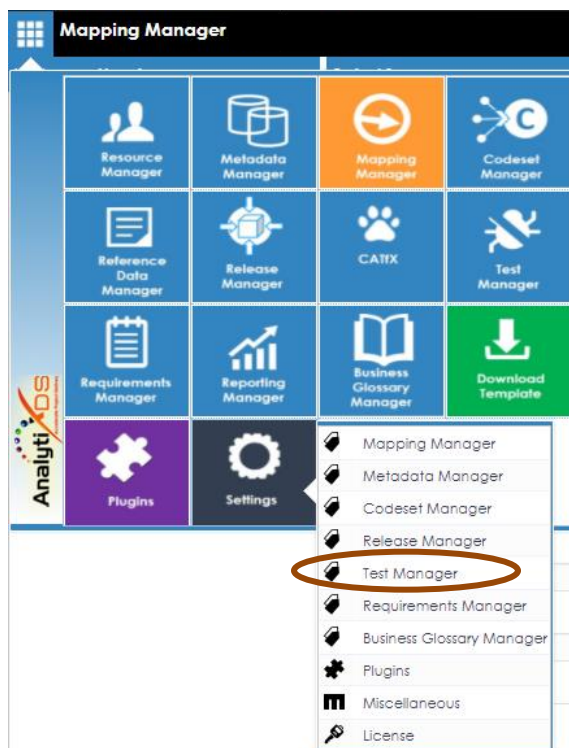 Mapping Manager
Resource
Manager
Metadata
Manager
Mapping
Manager
Codeset
Manager
Reference
Data
Manager
Release
Manager
CATfX
Test
Manager
Requirements
Manager
Reporting
Manager
Business
Glossary
Manager
Download
Template
AnalytiXDS
Plugins
Settings
Mapping Manager
Metadata Manager
Codeset Manager
Release Manager
Test Manager
Requirements Manager
Business Glossary Manager
Plugins
Miscellaneous
License